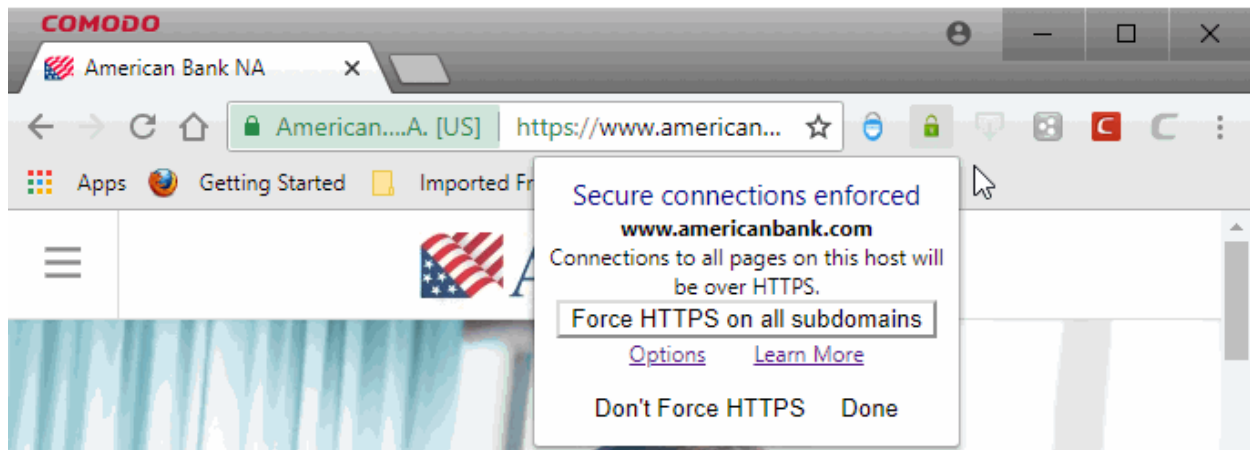 COMODO
American Bank NA
American....A. [US] https://www.american...
Apps Getting Started Imported Fr
Secure connections enforced
www.americanbank.com
Connections to all pages on this host will
be over HTTPS.
Force HTTPS on all subdomains
Options Learn More
Don't Force HTTPS Done